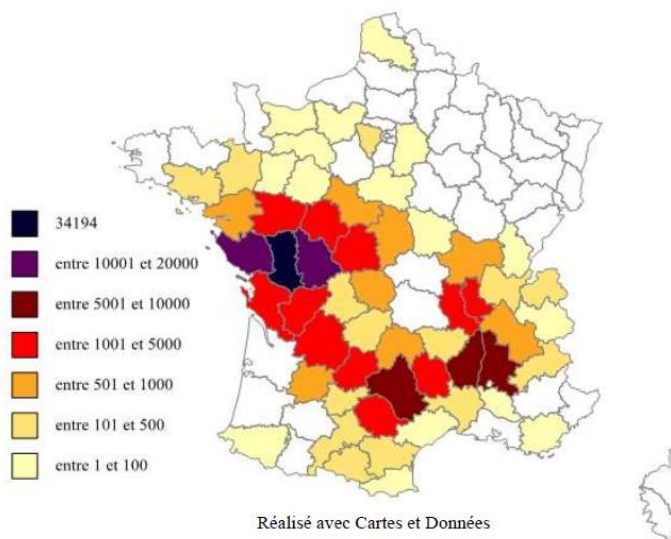 34194
entre 10001 et 20000
entre 5001 et 10000
entre 1001 et 5000
entre 501 et 1000
entre 101 et 500
entre 1 et 100
Réalisé avec Cartes et Données